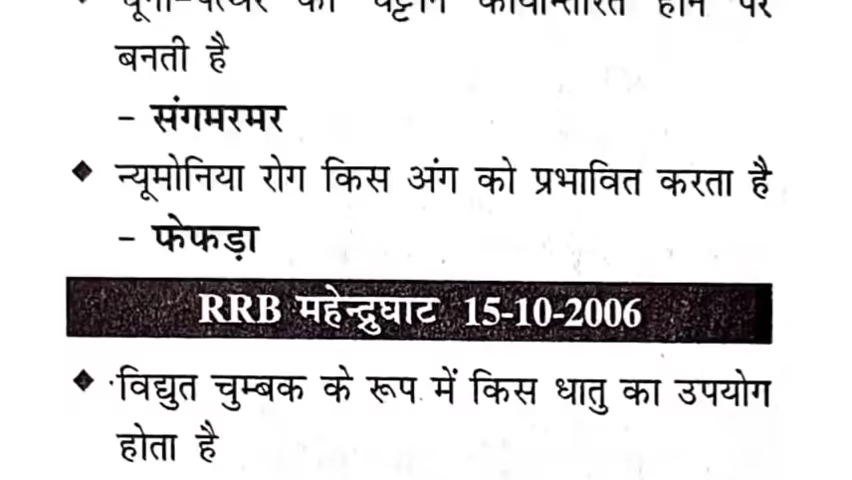 बनती है
– संगमरमर
◆ न्यूमोनिया रोग किस अंग को प्रभावित करता है
– फेफड़ा
RRB महेन्द्रुघाट 15-10-2006
◆ विद्युत चुम्बक के रूप में किस धातु का उपयोग
होता है